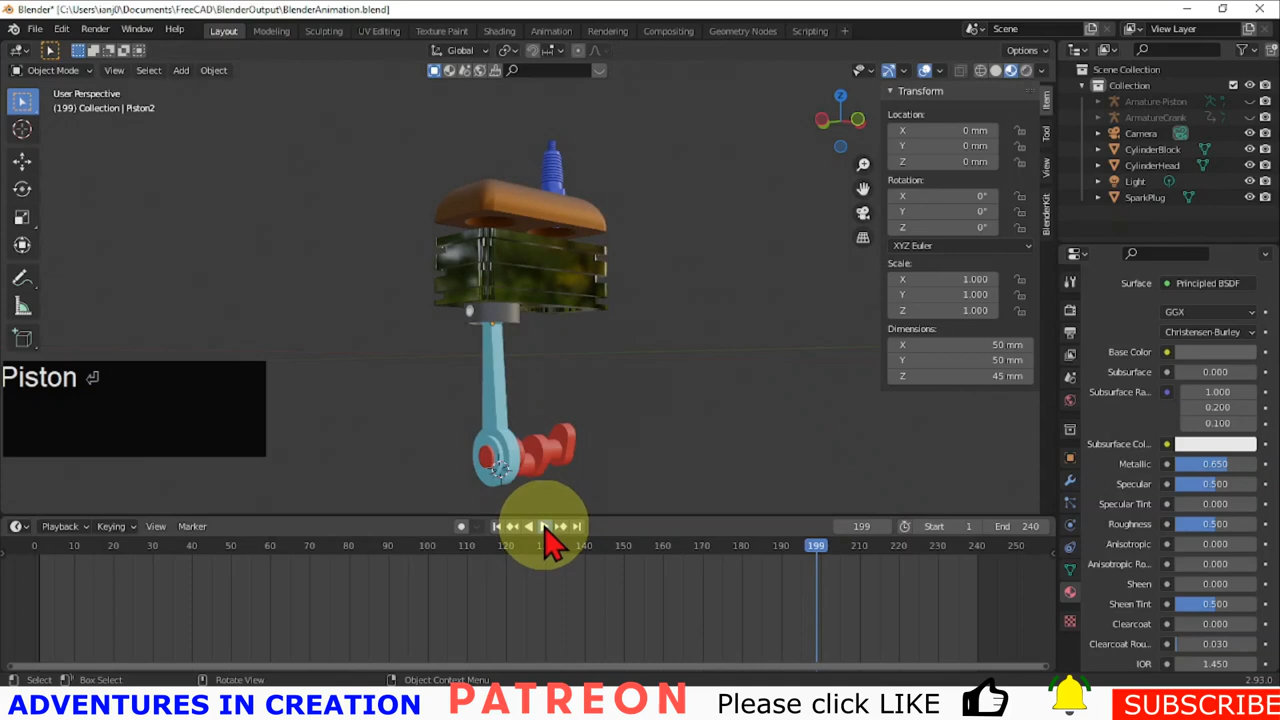 Blender* [C:\Users\ianj0\Documents\FreeCAD\BlenderOutput\BlenderAnimation.blend]
File Edit Render Window Help Layout Modeling Sculpting UV Editing Texture Paint Shading Animation Rendering Compositing Geometry Nodes Scripting + Scene View Layer
Global Options
Object Mode View Select Add Object
User Perspective
(199) Collection | Piston2
Z
Transform
Location:
X 0 mm
Y 0 mm
Z 0 mm
Rotation:
X 0°
Y 0°
Z 0°
XYZ Euler
Scale:
X 1.000
Y 1.000
Z 1.000
Dimensions:
X 50 mm
Y 50 mm
Z 45 mm
Item
Tool
View
BlenderKit
Scene Collection
Collection
Armature-Piston
ArmatureCrank
Camera
CylinderBlock
CylinderHead
Light
SparkPlug
Surface Principled BSDF
GGX
Christensen-Burley
Base Color
Subsurface 0.000
Subsurface Ra... 1.000
0.200
0.100
Subsurface Col...
Metallic 0.650
Specular 0.500
Specular Tint 0.000
Roughness 0.500
Anisotropic 0.000
Anisotropic Ro... 0.000
Sheen 0.000
Sheen Tint 0.500
Clearcoat 0.000
Clearcoat Rou... 0.030
IOR 1.450
Piston ⏎
Playback Keying View Marker 199 Start 1 End 240
0 10 20 30 40 50 60 70 80 90 100 110 120 140 150 160 170 180 190 199 210 220 230 240 250
Select Box Select Rotate View Object Context Menu 2.93.0
ADVENTURES IN CREATION PATREON Please click LIKE SUBSCRIBE